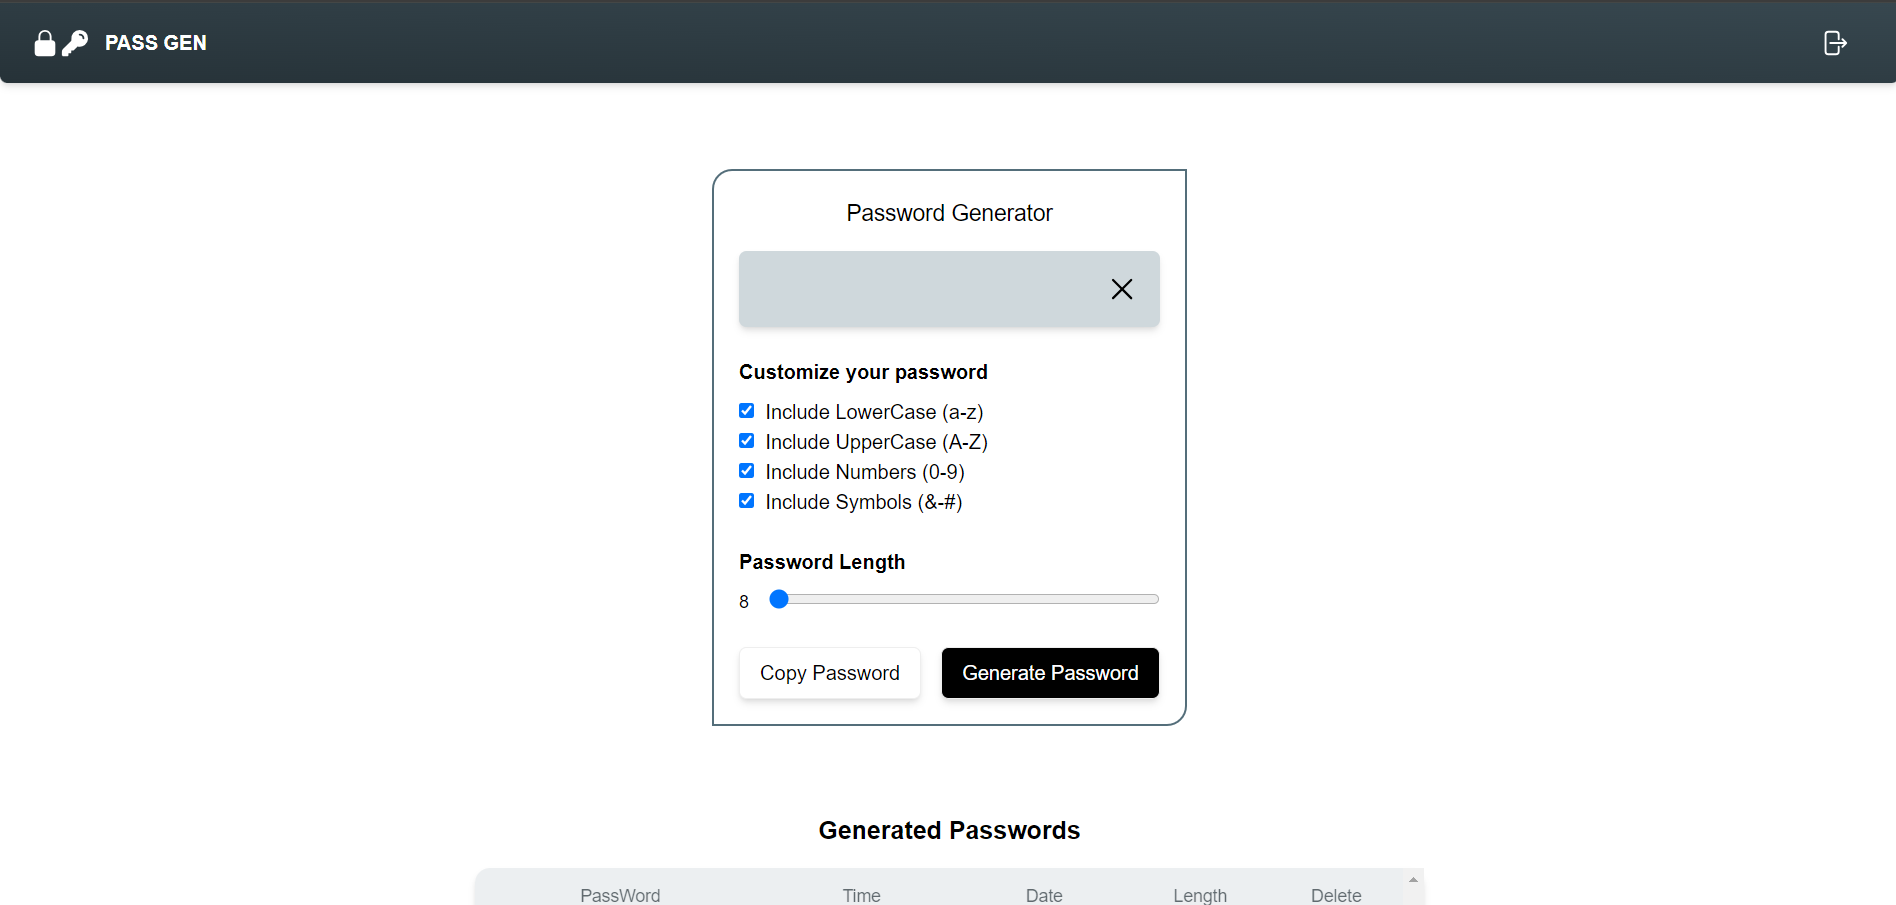 PASS GEN
Password Generator
Customize your password
Include LowerCase (a-z)
Include UpperCase (A-Z)
Include Numbers (0-9)
Include Symbols (&-#)
Password Length
8
Copy Password Generate Password
Generated Passwords
PassWord Time Date Length Delete